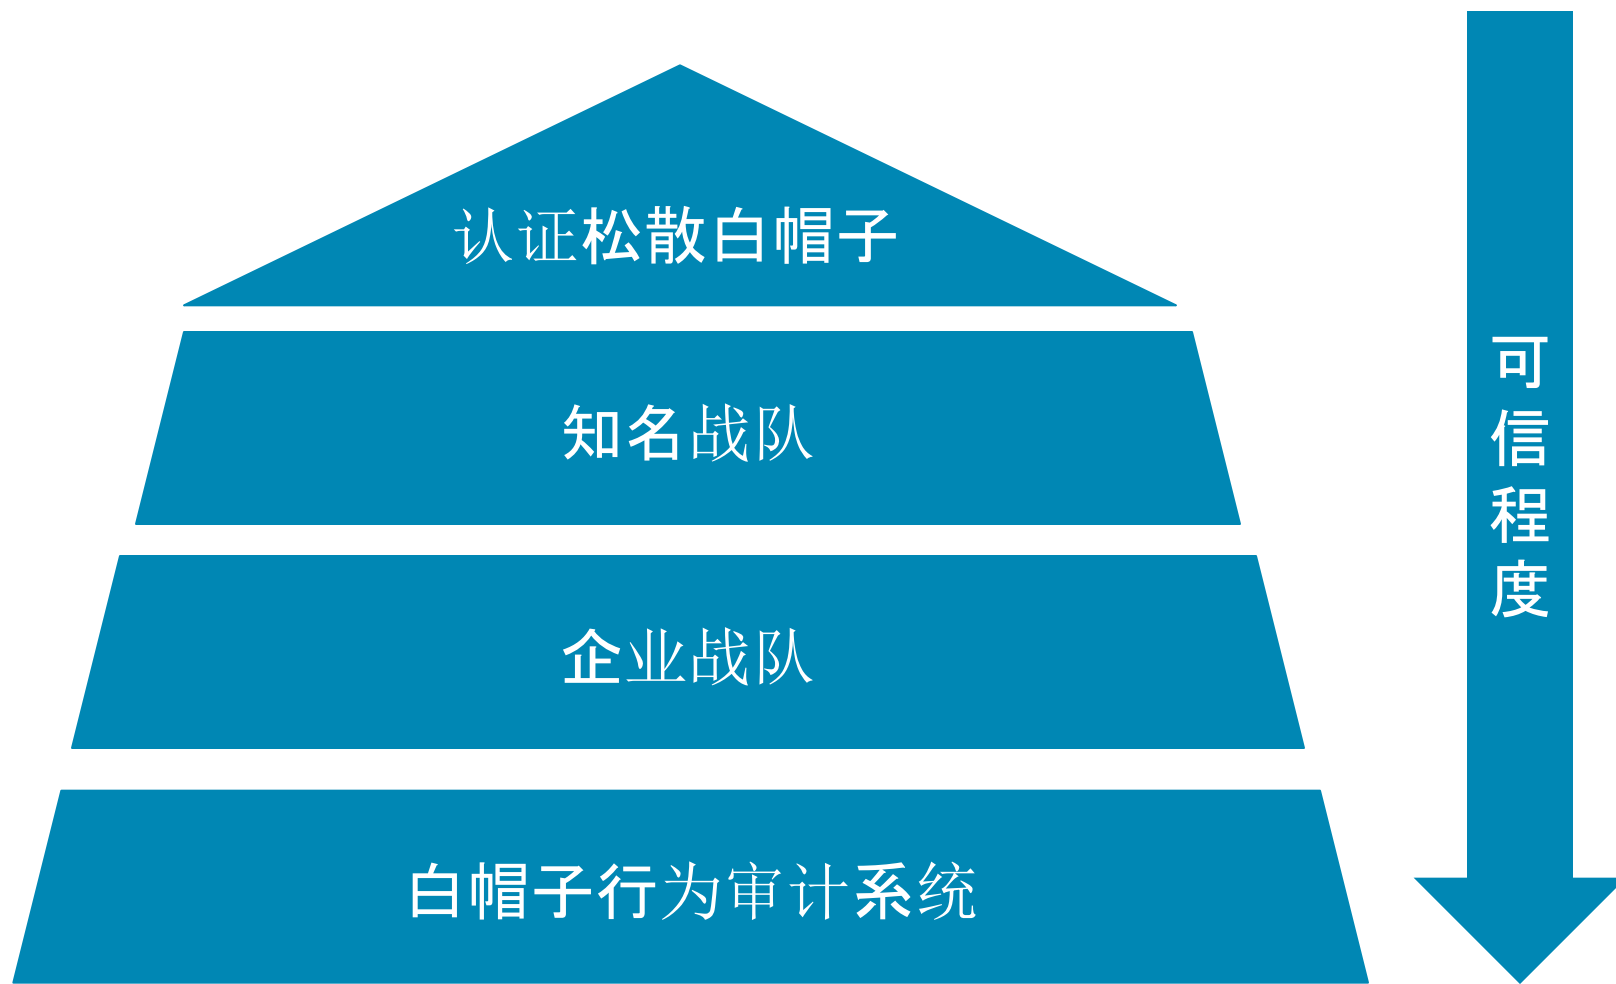 认证松散白帽子
知名战队
企业战队
白帽子行为审计系统
可信程度